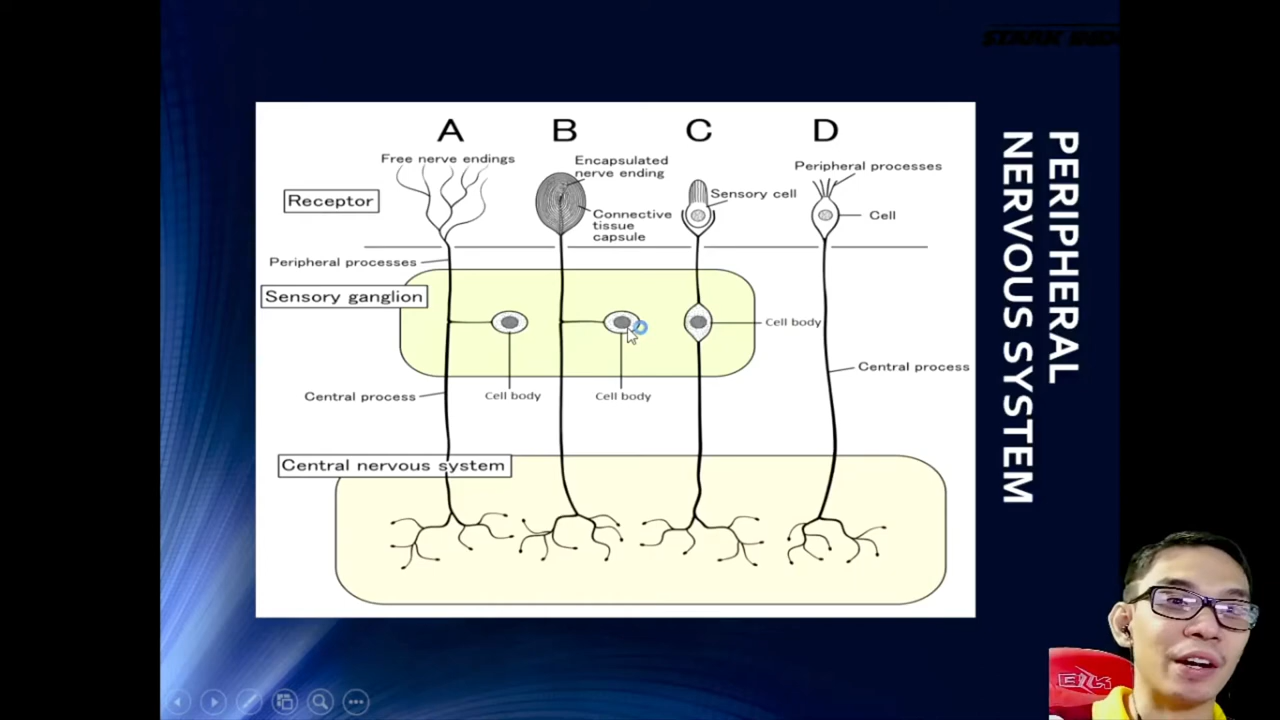 A B C D
Free nerve endings
Encapsulated
nerve ending
Peripheral processes
Receptor
Sensory cell
Connective
tissue
capsule
Cell
Peripheral processes
Sensory ganglion
Cell body
Central process
Central process
Cell body
Cell body
Central nervous system
PERIPHERAL
NERVOUS SYSTEM